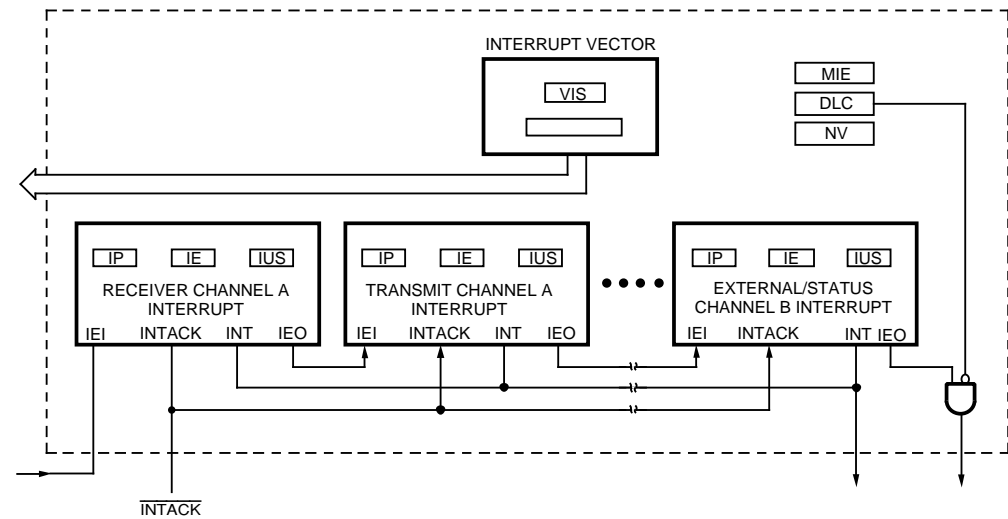 INTERRUPT VECTOR
VIS
MIE
DLC
NV
IP IE IUS
RECEIVER CHANNEL A
INTERRUPT
IEI INTACK INT IEO
IP IE IUS
TRANSMIT CHANNEL A
INTERRUPT
IEI INTACK INT IEO
IP IE IUS
EXTERNAL/STATUS
CHANNEL B INTERRUPT
IEI INTACK INT IEO
INTACK